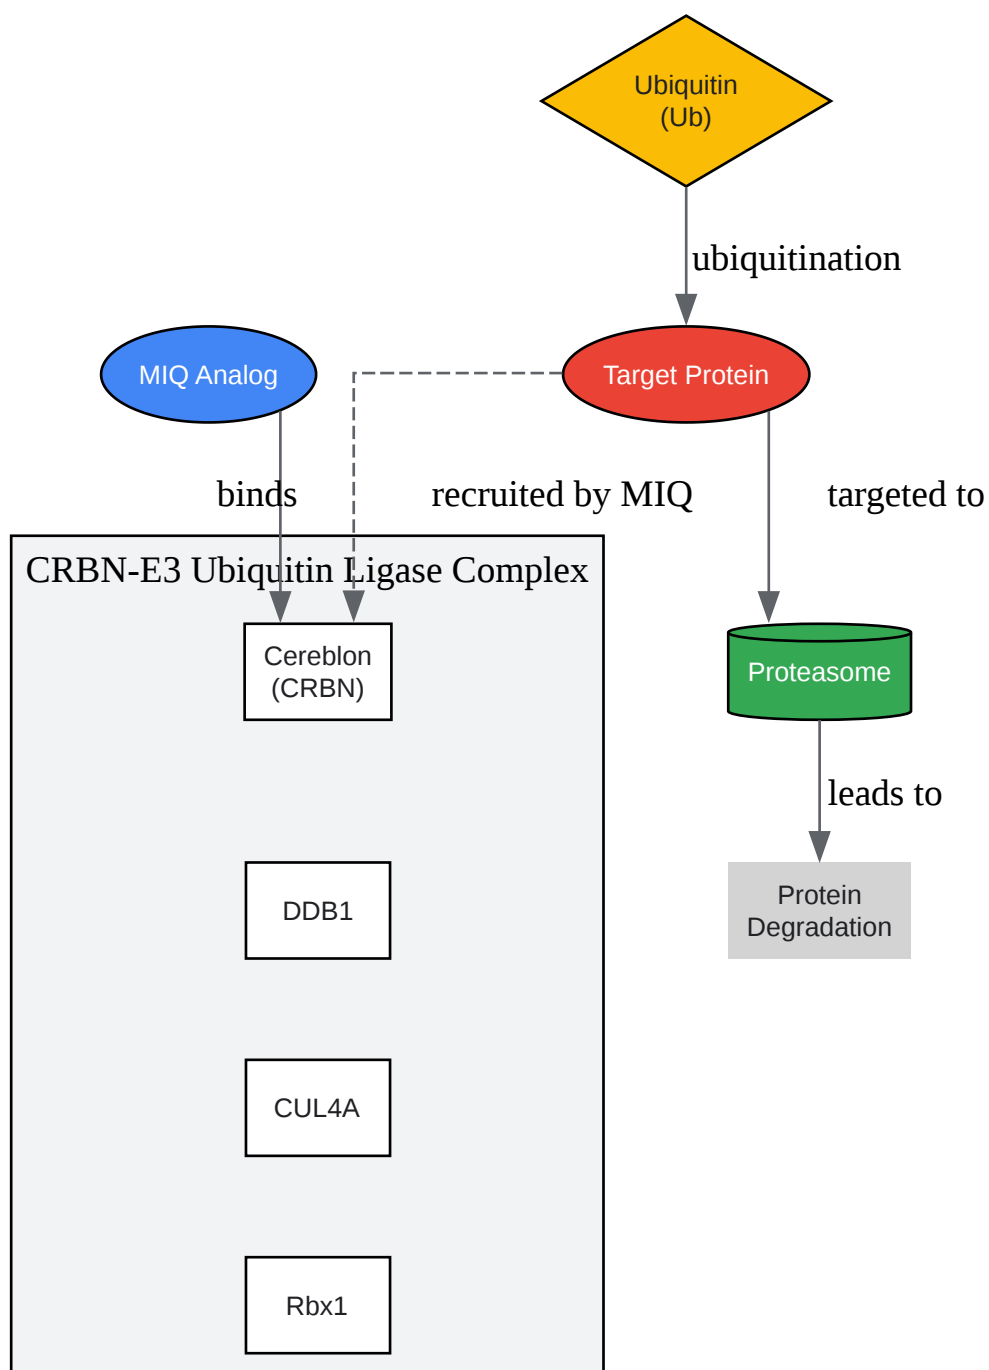 Ubiquitin
(Ub)
ubiquitination
MIQ Analog
Target Protein
binds
recruited by MIQ
targeted to
CRBN-E3 Ubiquitin Ligase Complex
Cereblon
(CRBN)
Proteasome
leads to
DDB1
Protein
Degradation
CUL4A
Rbx1